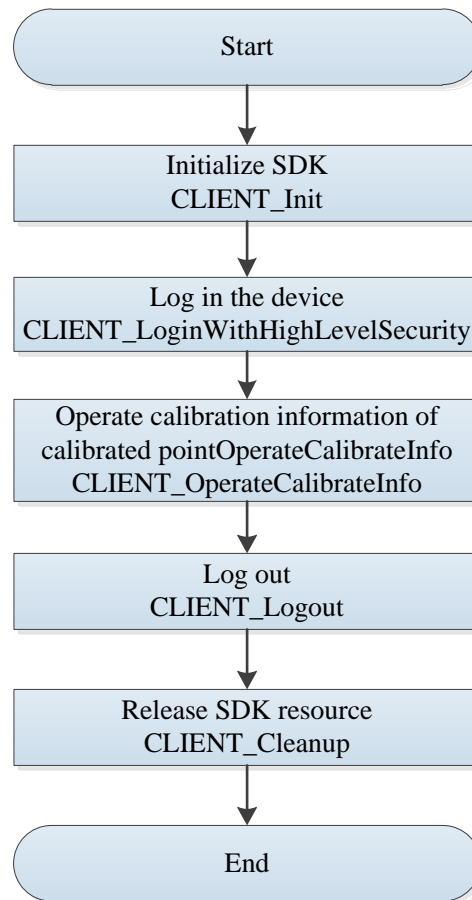 Start
Initialize SDK
CLIENT_Init
Log in the device
CLIENT_LoginWithHighLevelSecurity
Operate calibration information of
calibrated pointOperateCalibrateInfo
CLIENT_OperateCalibrateInfo
Log out
CLIENT_Logout
Release SDK resource
CLIENT_Cleanup
End